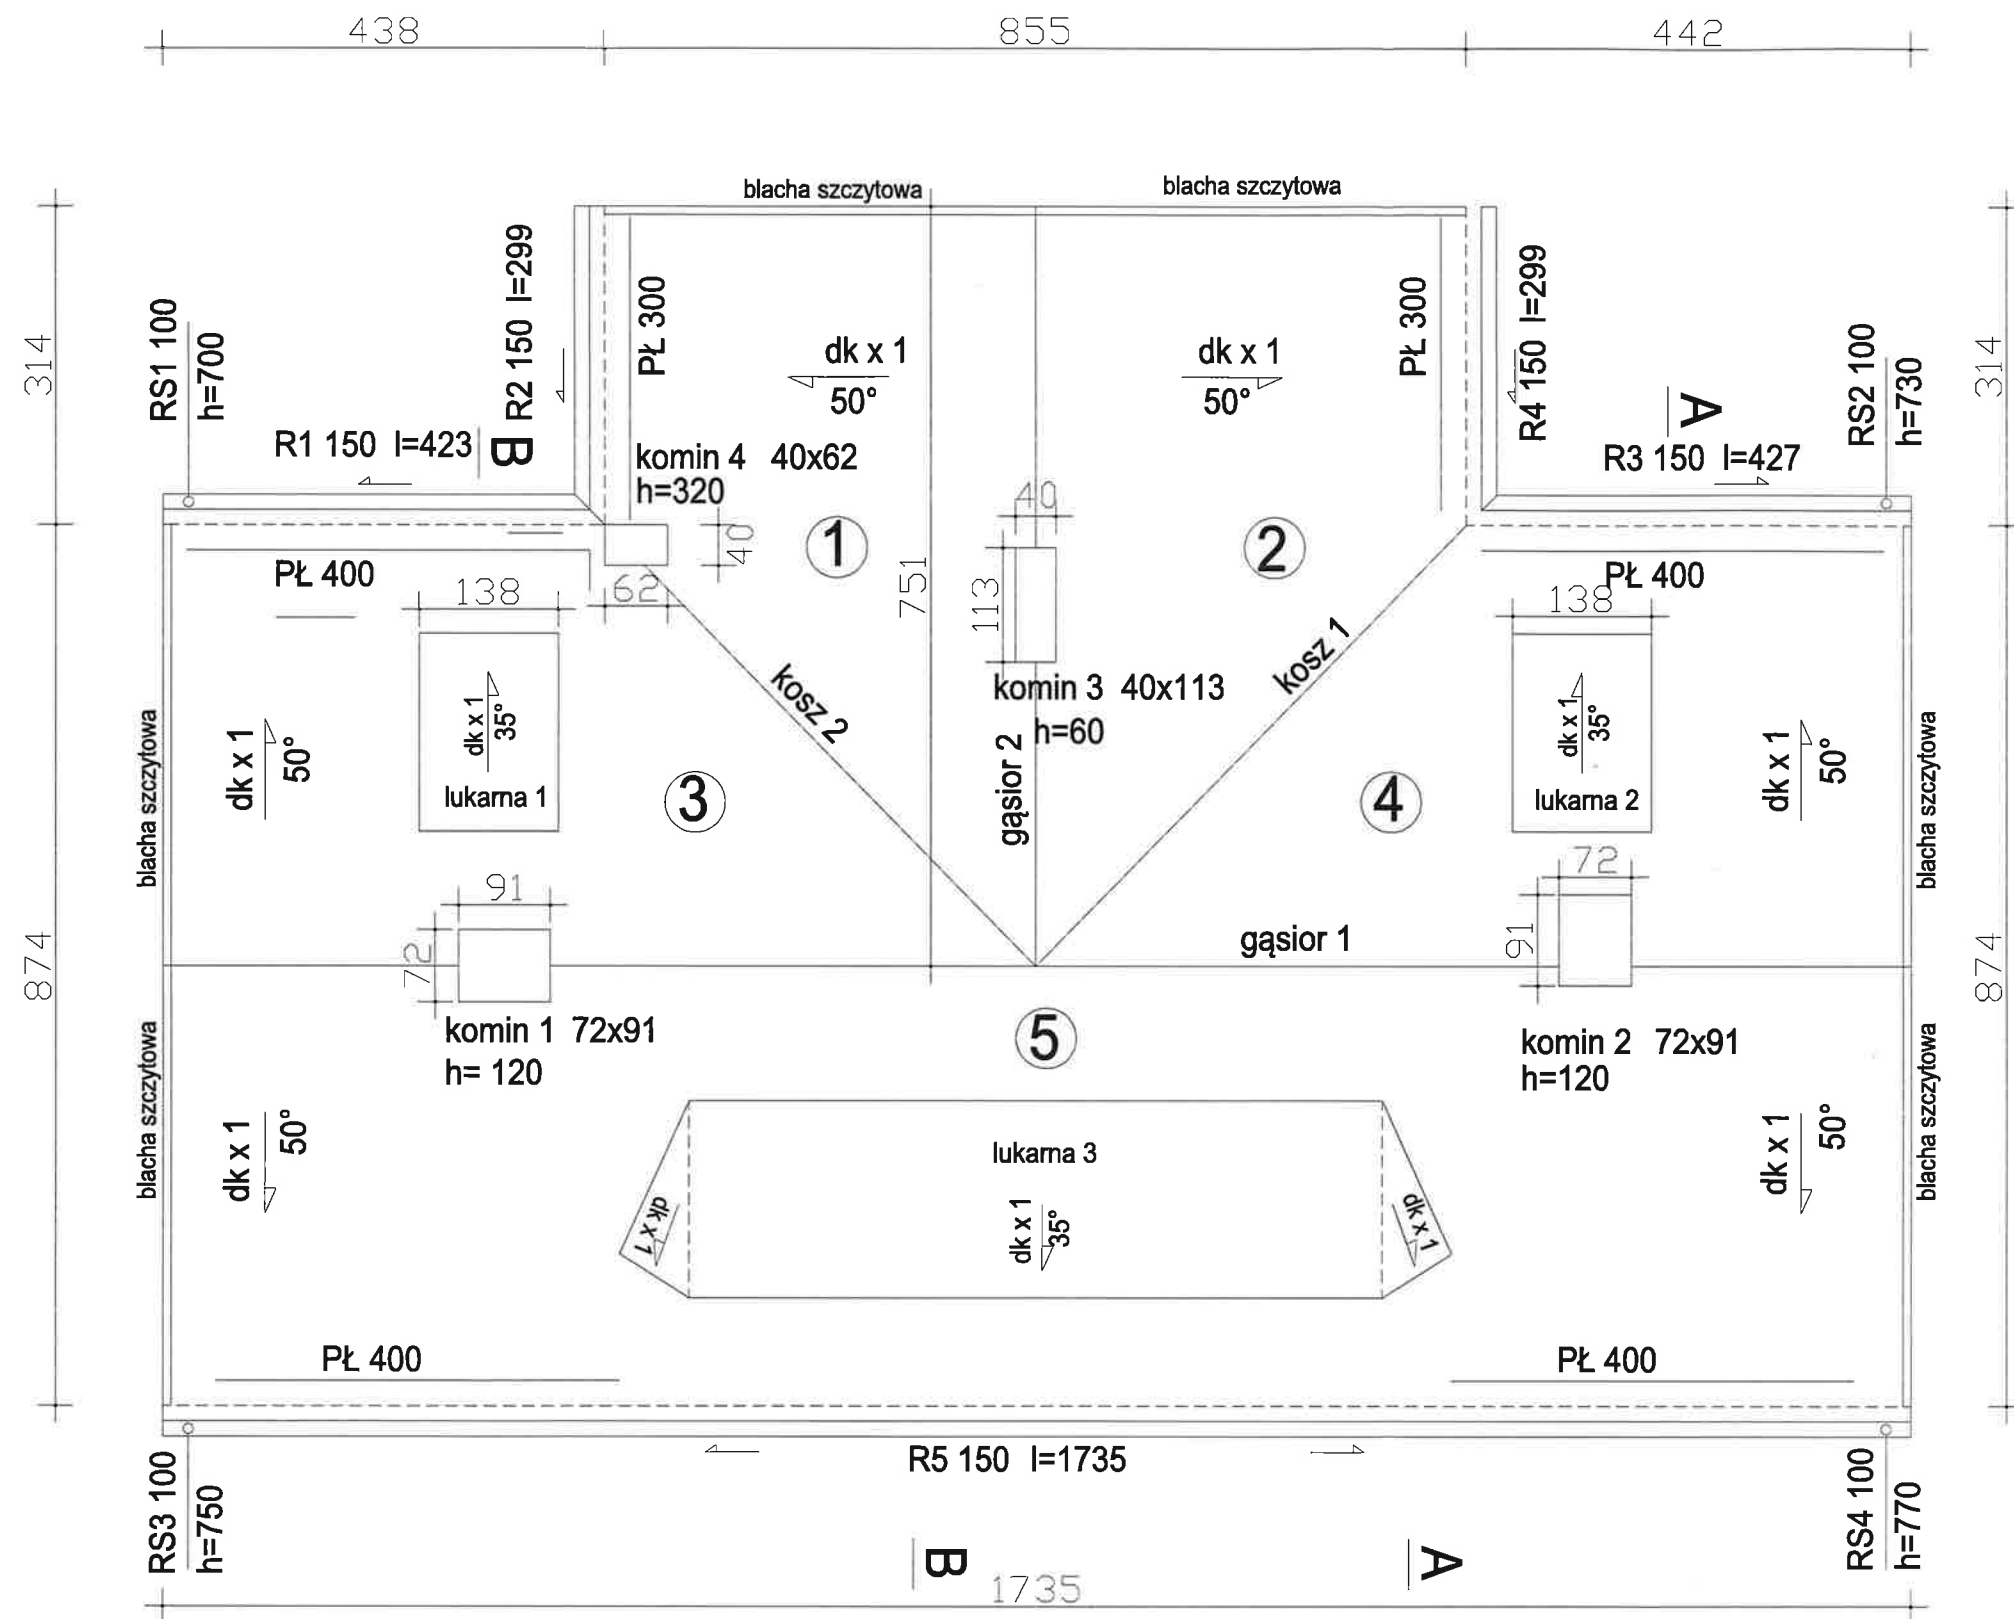 438
855
442
blacha szczytowa
blacha szczytowa
314
RS1 100
h=700
R2 150 l=299
PŁ 300
dk x 1
50°
dk x 1
50°
PŁ 300
R4 150 l=299
A
RS2 100
h=730
314
R1 150 l=423
B
komin 4 40x62
h=320
R3 150 l=427
40
40
1
2
PŁ 400
62
751
113
PŁ 400
138
138
kosz 2
komin 3 40x113
h=60
kosz 1
gąsior 2
dk x 1
35°
lukarna 1
dk x 1
35°
lukarna 2
blacha szczytowa
dk x 1
50°
3
4
dk x 1
50°
blacha szczytowa
91
72
72
91
gąsior 1
874
874
komin 1 72x91
h= 120
5
komin 2 72x91
h=120
blacha szczytowa
dk x 1
50°
lukarna 3
dk x 1
35°
dk x 1
dk x 1
dk x 1
50°
blacha szczytowa
PŁ 400
PŁ 400
R5 150 l=1735
RS3 100
h=750
RS4 100
h=770
B
A
1735